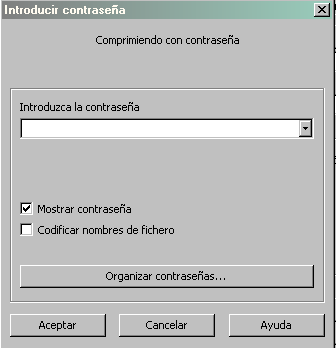 Introducir contraseña
Comprimiendo con contraseña
Introduzca la contraseña
Mostrar contraseña
Codificar nombres de fichero
Organizar contraseñas...
Aceptar Cancelar Ayuda